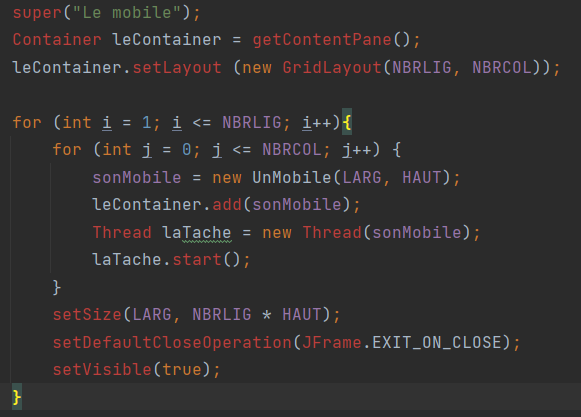 super("Le mobile");
Container leContainer = getContentPane();
leContainer.setLayout (new GridLayout(NBRLIG, NBRCOL));

for (int i = 1; i <= NBRLIG; i++){
    for (int j = 0; j <= NBRCOL; j++) {
        sonMobile = new UnMobile(LARG, HAUT);
        leContainer.add(sonMobile);
        Thread laTache = new Thread(sonMobile);
        laTache.start();
    }
    setSize(LARG, NBRLIG * HAUT);
    setDefaultCloseOperation(JFrame.EXIT_ON_CLOSE);
    setVisible(true);
}